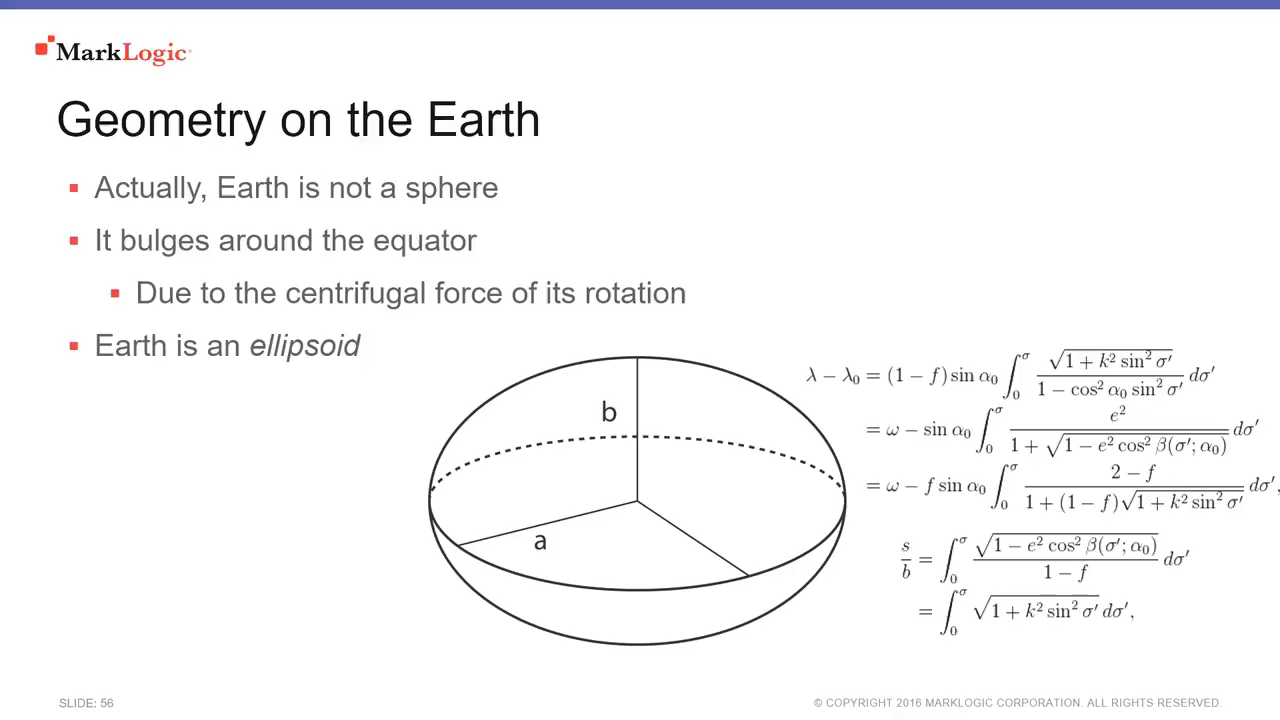 MarkLogic®
Geometry on the Earth
▪ Actually, Earth is not a sphere
▪ It bulges around the equator
▪ Due to the centrifugal force of its rotation
▪ Earth is an ellipsoid
b
a
λ − λ₀ = (1 − f) sin α₀ ∫₀^σ √(1 + k² sin² σ′) / (1 − cos² α₀ sin² σ′) dσ′
= ω − sin α₀ ∫₀^σ e² / (1 + √(1 − e² cos² β(σ′; α₀))) dσ′
= ω − f sin α₀ ∫₀^σ (2 − f) / (1 + (1 − f)√(1 + k² sin² σ′)) dσ′,
s/b = ∫₀^σ √(1 − e² cos² β(σ′; α₀)) / (1 − f) dσ′
= ∫₀^σ √(1 + k² sin² σ′) dσ′,
SLIDE: 56
© COPYRIGHT 2016 MARKLOGIC CORPORATION. ALL RIGHTS RESERVED.